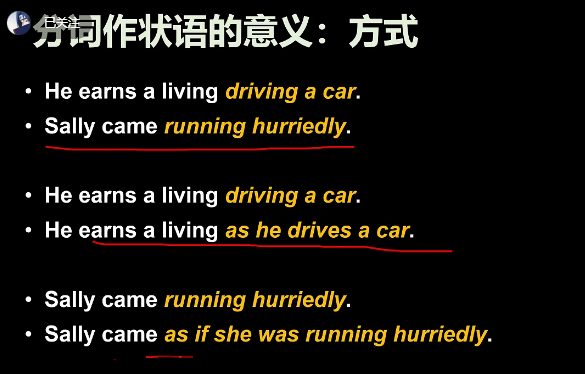 已关注
分词作状语的意义：方式
• He earns a living driving a car.
• Sally came running hurriedly.
• He earns a living driving a car.
• He earns a living as he drives a car.
• Sally came running hurriedly.
• Sally came as if she was running hurriedly.